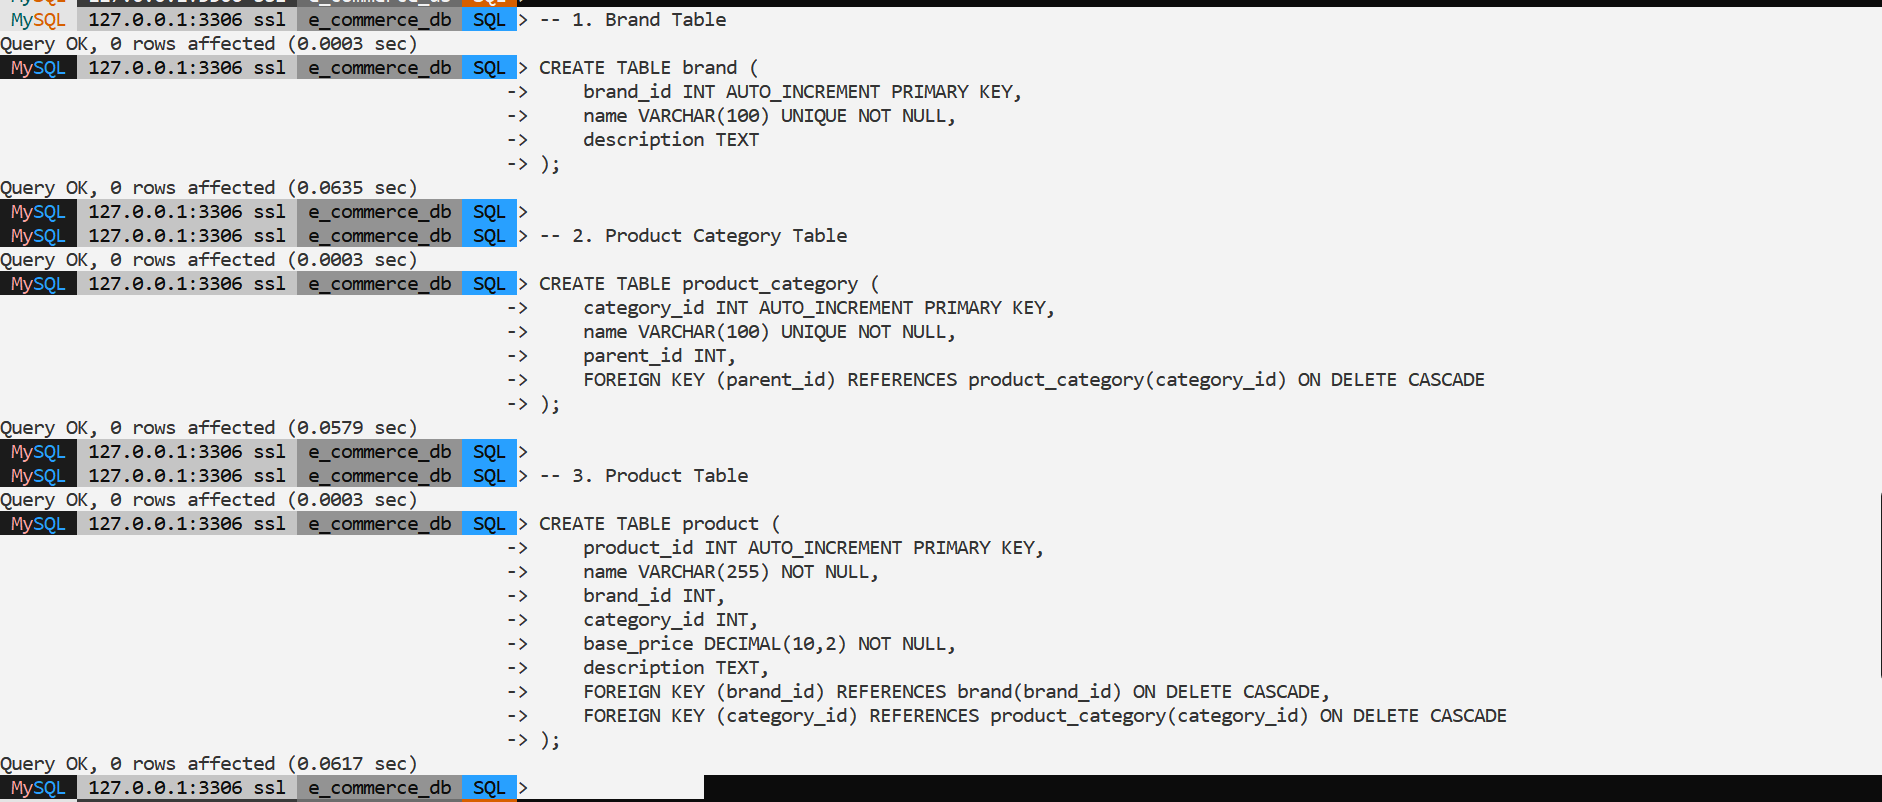 MySQL 127.0.0.1:3306 ssl e_commerce_db SQL >
MySQL 127.0.0.1:3306 ssl e_commerce_db SQL > -- 1. Brand Table
Query OK, 0 rows affected (0.0003 sec)
MySQL 127.0.0.1:3306 ssl e_commerce_db SQL > CREATE TABLE brand (
-> brand_id INT AUTO_INCREMENT PRIMARY KEY,
-> name VARCHAR(100) UNIQUE NOT NULL,
-> description TEXT
-> );
Query OK, 0 rows affected (0.0635 sec)
MySQL 127.0.0.1:3306 ssl e_commerce_db SQL >
MySQL 127.0.0.1:3306 ssl e_commerce_db SQL > -- 2. Product Category Table
Query OK, 0 rows affected (0.0003 sec)
MySQL 127.0.0.1:3306 ssl e_commerce_db SQL > CREATE TABLE product_category (
-> category_id INT AUTO_INCREMENT PRIMARY KEY,
-> name VARCHAR(100) UNIQUE NOT NULL,
-> parent_id INT,
-> FOREIGN KEY (parent_id) REFERENCES product_category(category_id) ON DELETE CASCADE
-> );
Query OK, 0 rows affected (0.0579 sec)
MySQL 127.0.0.1:3306 ssl e_commerce_db SQL >
MySQL 127.0.0.1:3306 ssl e_commerce_db SQL > -- 3. Product Table
Query OK, 0 rows affected (0.0003 sec)
MySQL 127.0.0.1:3306 ssl e_commerce_db SQL > CREATE TABLE product (
-> product_id INT AUTO_INCREMENT PRIMARY KEY,
-> name VARCHAR(255) NOT NULL,
-> brand_id INT,
-> category_id INT,
-> base_price DECIMAL(10,2) NOT NULL,
-> description TEXT,
-> FOREIGN KEY (brand_id) REFERENCES brand(brand_id) ON DELETE CASCADE,
-> FOREIGN KEY (category_id) REFERENCES product_category(category_id) ON DELETE CASCADE
-> );
Query OK, 0 rows affected (0.0617 sec)
MySQL 127.0.0.1:3306 ssl e_commerce_db SQL >